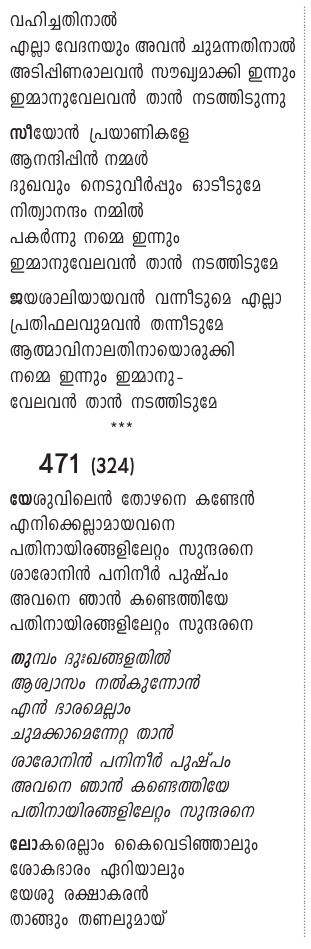 വഹിച്ചതിനാൽ
എല്ലാ വേദനയും അവൻ ചുമന്നതിനാൽ
അടിപ്പിണരാലവൻ സൗഖ്യമാക്കി ഇന്നും
ഇമ്മാനുവേലവൻ താൻ നടത്തിടുന്നു
സീയോൻ പ്രയാണികളേ
ആനന്ദിപ്പിൻ നമ്മൾ
ദുഖവും നെടുവീർപ്പും ഓടീടുമേ
നിത്യാനന്ദം നമ്മിൽ
പകർന്നു നമ്മെ ഇന്നും
ഇമ്മാനുവേലവൻ താൻ നടത്തിടുമേ
ജയശാലിയായവൻ വന്നീടുമെ എല്ലാ
പ്രതിഫലവുമവൻ തന്നീടുമേ
ആത്മാവിനാലതിനായൊരുക്കി
നമ്മെ ഇന്നും ഇമ്മാനു-
വേലവൻ താൻ നടത്തിടുമേ
***
471 (324)
യേശുവിലെൻ തോഴനെ കണ്ടേൻ
എനിക്കെല്ലാമായവനെ
പതിനായിരങ്ങളിലേറ്റം സുന്ദരനെ
ശാരോനിൻ പനിനീർ പുഷ്പം
അവനെ ഞാൻ കണ്ടെത്തിയേ
പതിനായിരങ്ങളിലേറ്റം സുന്ദരനെ
തുമ്പം ദുഃഖങ്ങളതിൽ
ആശ്വാസം നൽകുന്നോൻ
എൻ ഭാരമെല്ലാം
ചുമക്കാമെന്നേറ്റ താൻ
ശാരോനിൻ പനിനീർ പുഷ്പം
അവനെ ഞാൻ കണ്ടെത്തിയേ
പതിനായിരങ്ങളിലേറ്റം സുന്ദരനെ
ലോകരെല്ലാം കൈവെടിഞ്ഞാലും
ശോകഭാരം ഏറിയാലും
യേശു രക്ഷാകരൻ
താങ്ങും തണലുമായ്